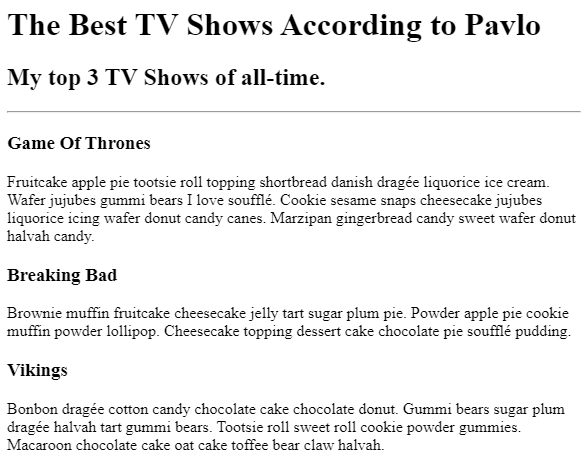 The Best TV Shows According to Pavlo
My top 3 TV Shows of all-time.
Game Of Thrones
Fruitcake apple pie tootsie roll topping shortbread danish dragée liquorice ice cream.
Wafer jujubes gummi bears I love soufflé. Cookie sesame snaps cheesecake jujubes
liquorice icing wafer donut candy canes. Marzipan gingerbread candy sweet wafer donut
halvah candy.
Breaking Bad
Brownie muffin fruitcake cheesecake jelly tart sugar plum pie. Powder apple pie cookie
muffin powder lollipop. Cheesecake topping dessert cake chocolate pie soufflé pudding.
Vikings
Bonbon dragée cotton candy chocolate cake chocolate donut. Gummi bears sugar plum
dragée halvah tart gummi bears. Tootsie roll sweet roll cookie powder gummies.
Macaroon chocolate cake oat cake toffee bear claw halvah.